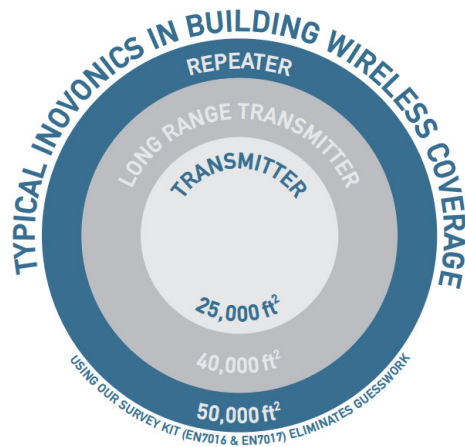 TYPICAL INOVONICS IN BUILDING WIRELESS COVERAGE
REPEATER
LONG RANGE TRANSMITTER
TRANSMITTER
25,000 ft²
40,000 ft²
50,000 ft²
USING OUR SURVEY KIT (EN7016 & EN7017) ELIMINATES GUESSWORK